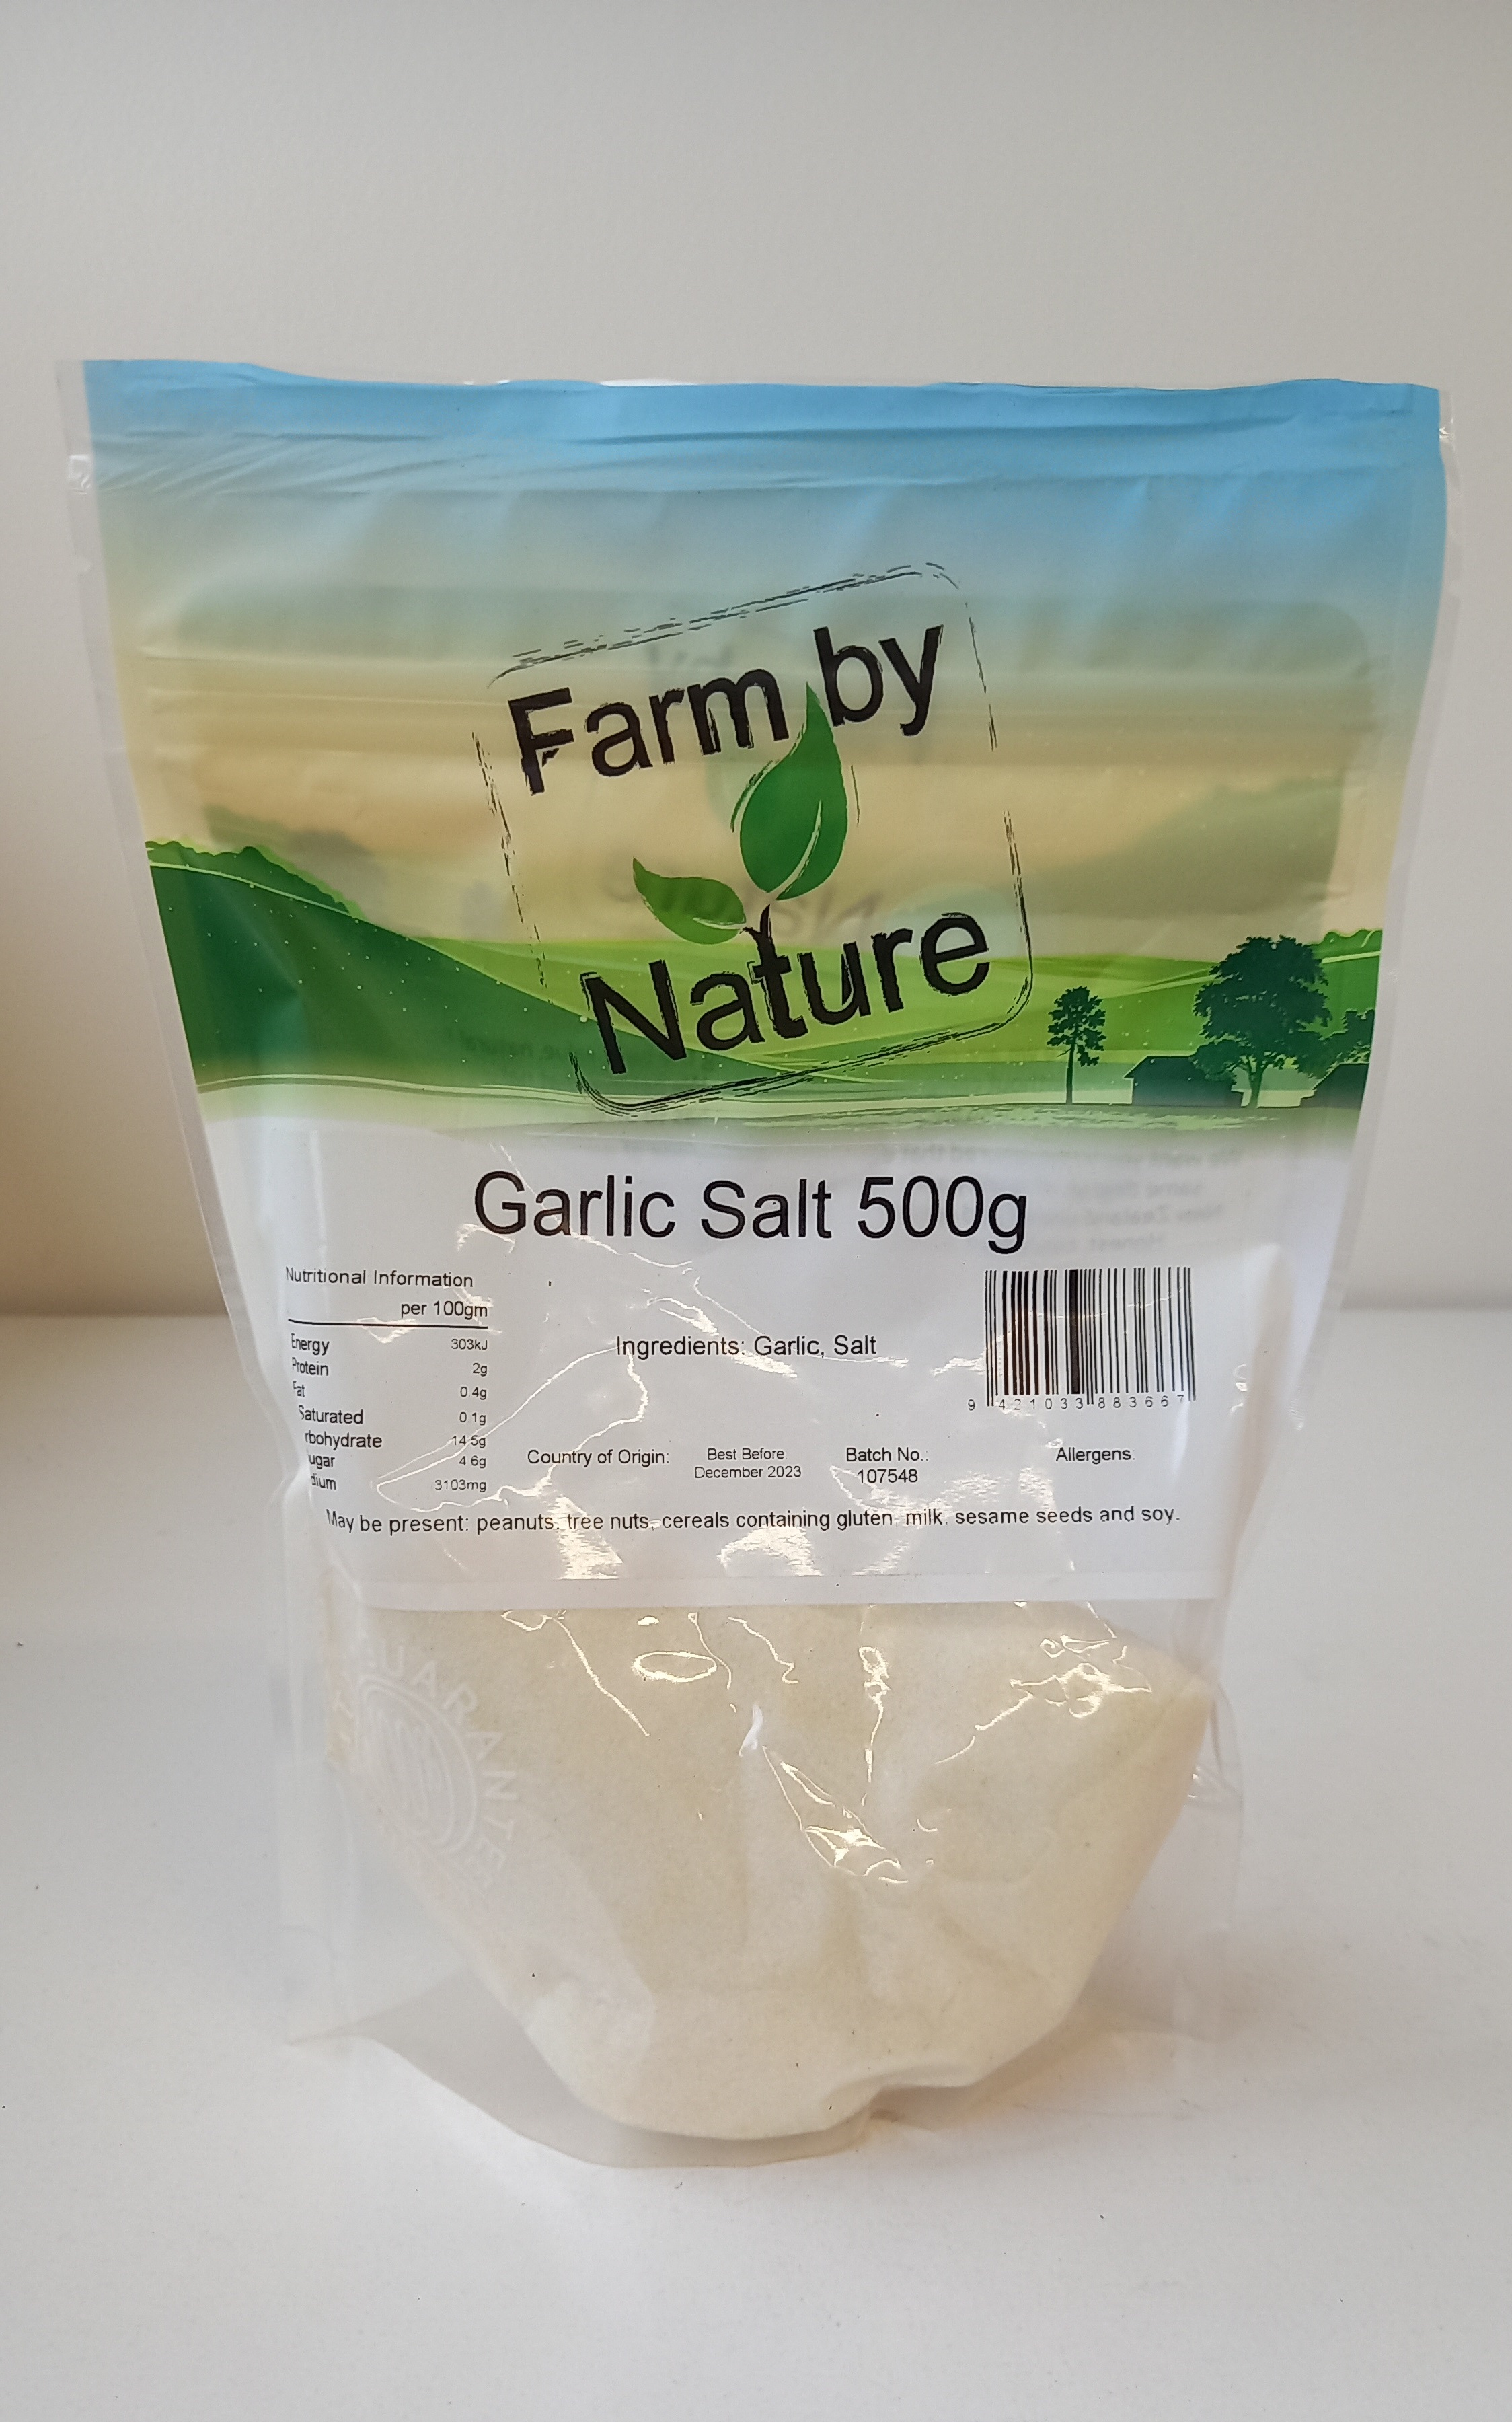 Farm by
Nature
Garlic Salt 500g
Nutritional Information
per 100gm
Energy 303kJ
Protein 2g
Fat 0.4g
Saturated 0.1g
rbohydrate 14.5g
ugar 4.6g
dium 3103mg
Ingredients: Garlic, Salt
9 421033 883667
Country of Origin:
Best Before
December 2023
Batch No..
107548
Allergens:
May be present: peanuts, tree nuts, cereals containing gluten, milk, sesame seeds and soy.